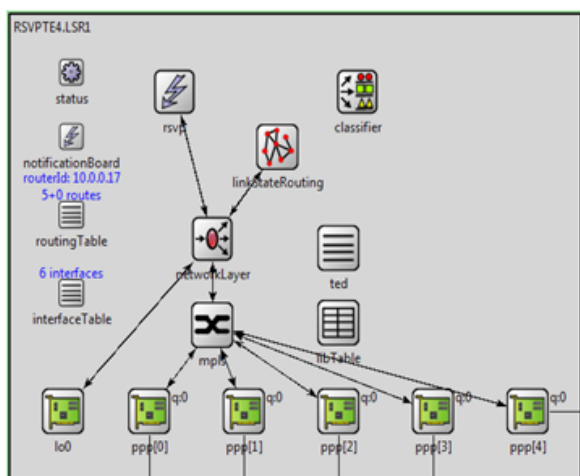 RSVPTE4.LSR1
status
rsvp
classifier
notificationBoard
routerId: 10.0.0.17
5+0 routes
linkStateRouting
routingTable
networkLayer
ted
6 interfaces
interfaceTable
mpls
libTable
q:0 q:0 q:0 q:0 q:0
lo0 ppp[0] ppp[1] ppp[2] ppp[3] ppp[4]